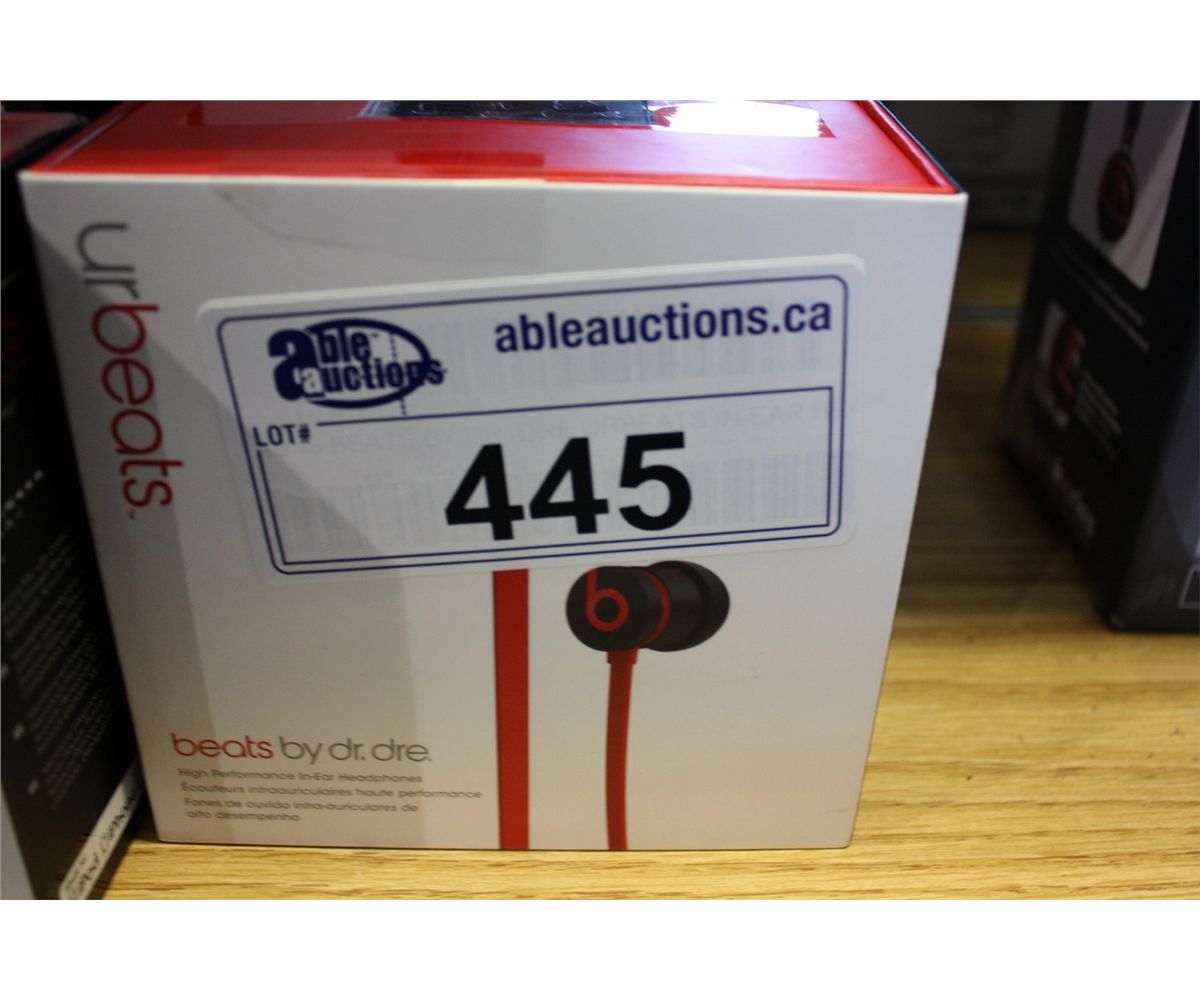 urbeats.
able auctions
ableauctions.ca
LOT#
445
b
beats by dr. dre.
High Performance In-Ear Headphones
Écouteurs intraauriculaires haute performance
Fones de ouvido intra-auriculares de
alto desempenho